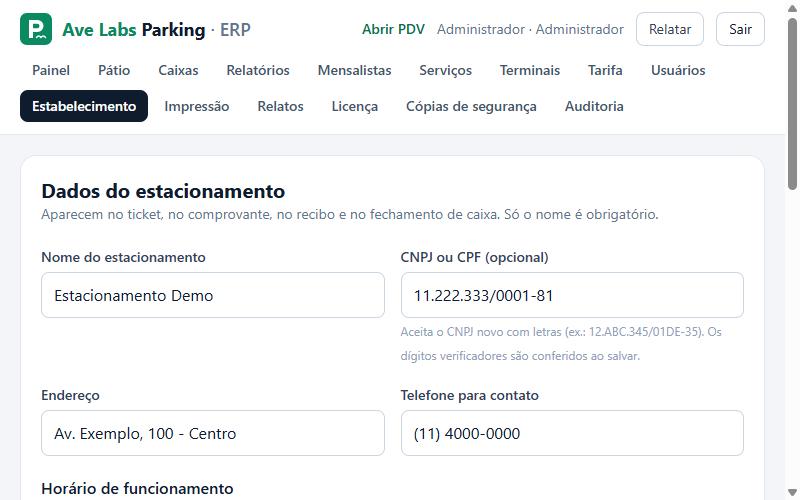 P
Ave Labs Parking · ERP
Abrir PDV
Administrador · Administrador
Relatar
Sair
Painel
Pátio
Caixas
Relatórios
Mensalistas
Serviços
Terminais
Tarifa
Usuários
Estabelecimento
Impressão
Relatos
Licença
Cópias de segurança
Auditoria
Dados do estacionamento
Aparecem no ticket, no comprovante, no recibo e no fechamento de caixa. Só o nome é obrigatório.
Nome do estacionamento
Estacionamento Demo
CNPJ ou CPF (opcional)
11.222.333/0001-81
Aceita o CNPJ novo com letras (ex.: 12.ABC.345/01DE-35). Os
dígitos verificadores são conferidos ao salvar.
Endereço
Av. Exemplo, 100 - Centro
Telefone para contato
(11) 4000-0000
Horário de funcionamento